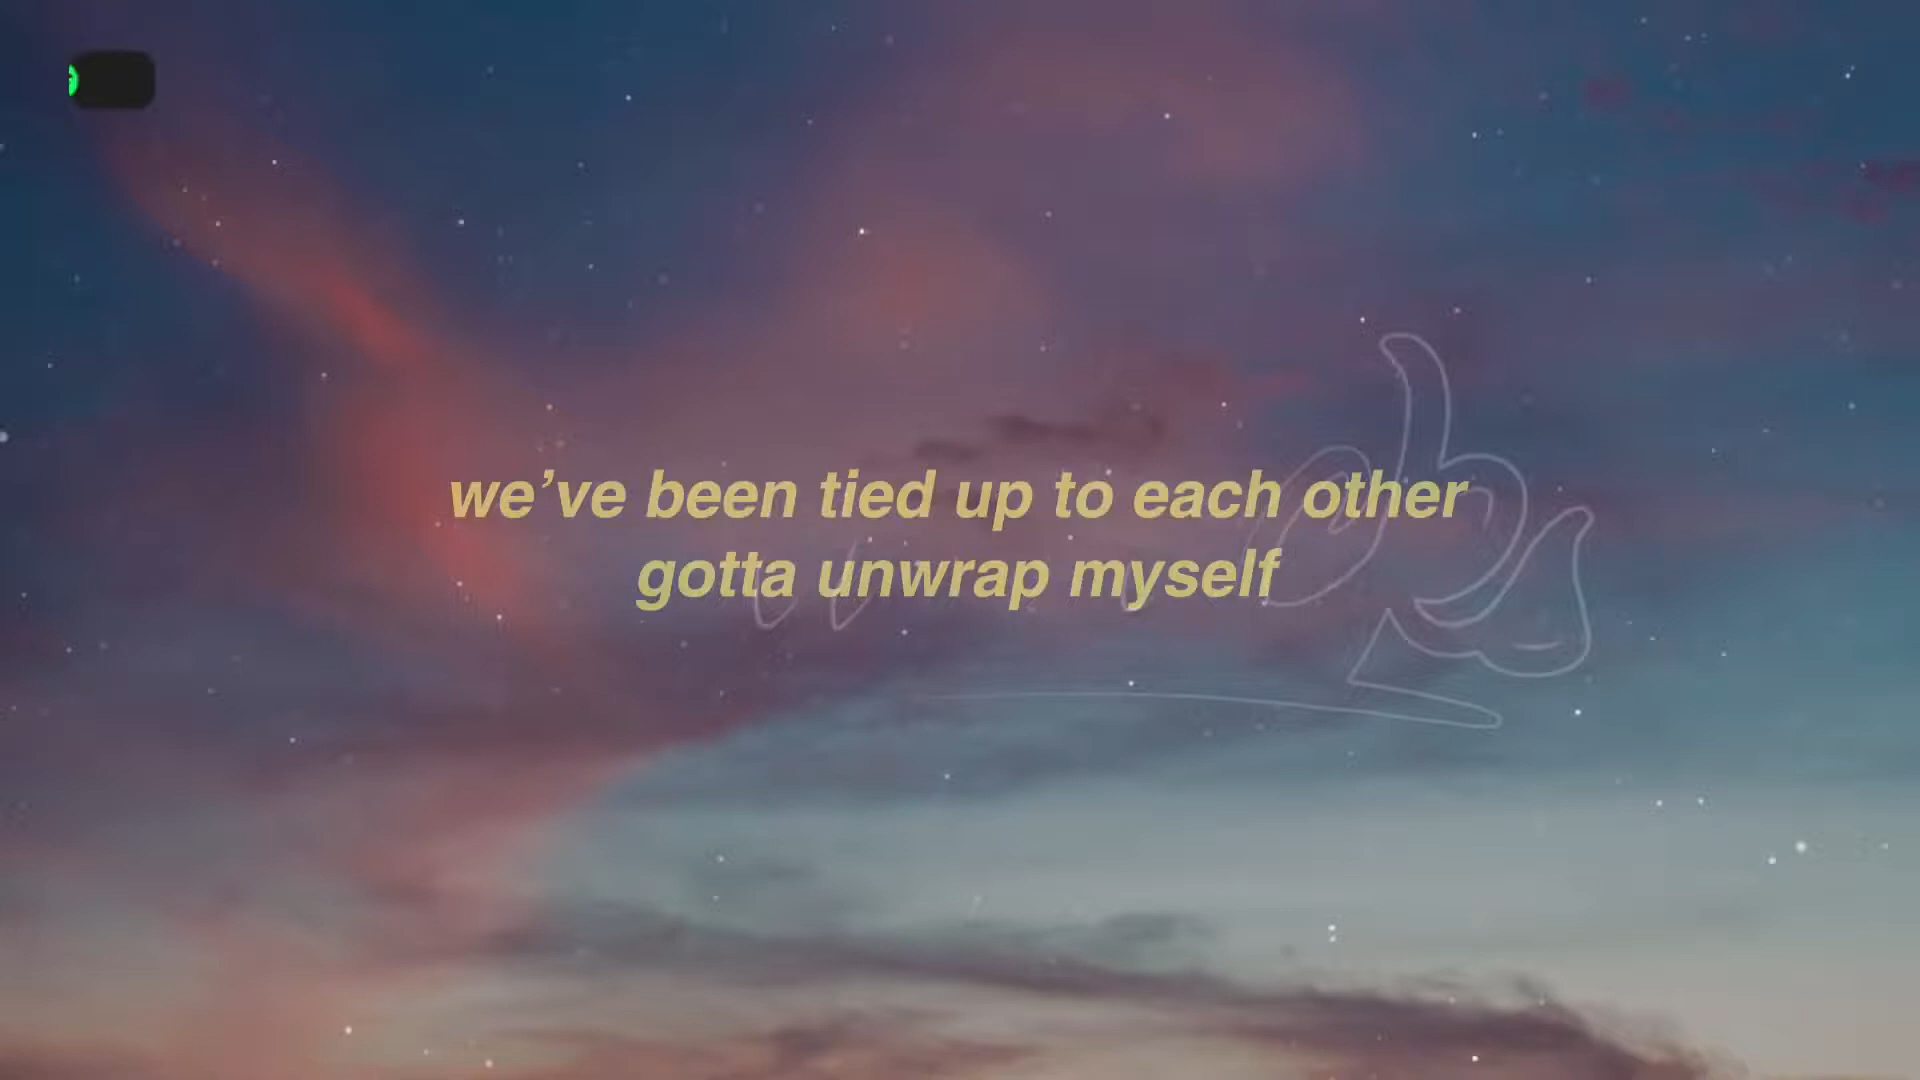 we’ve been tied up to each other
gotta unwrap myself